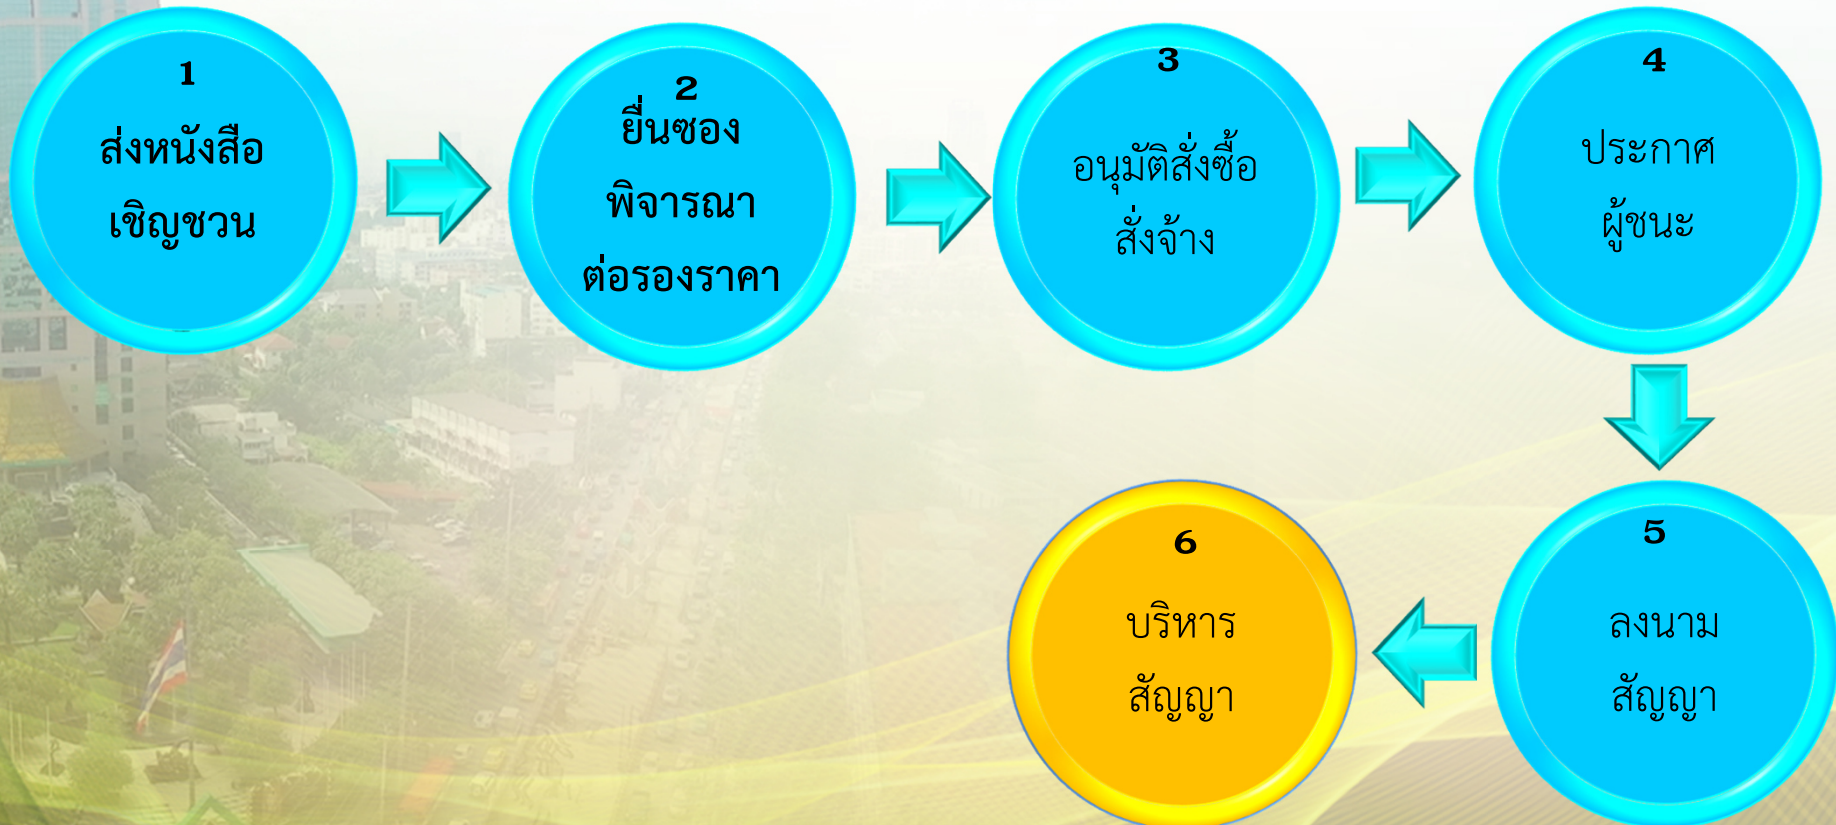 1
ส่งหนังสือ
เชิญชวน
2
ยื่นซอง
พิจารณา
ต่อรองราคา
3
อนุมัติสั่งซื้อ
สั่งจ้าง
4
ประกาศ
ผู้ชนะ
5
ลงนาม
สัญญา
6
บริหาร
สัญญา